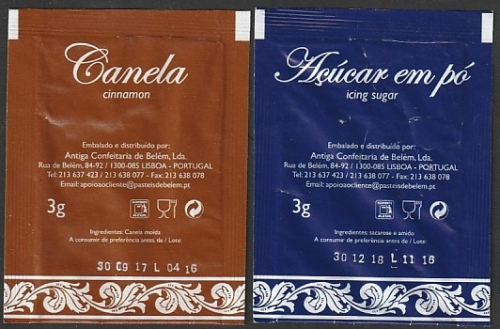 Canela
cinnamon
Embalado e distribuido por:
Antiga Confeitaria de Belém, Lda.
Rua de Belém, 84-92 / 1300-085 LISBOA - PORTUGAL
Tel: 213 637 423 / 213 638 077 - Fax: 213 638 078
Email: apoioaocliente@pasteisdebelem.pt
3g
Ingredientes: Canela moída
A consumir de preferência antes de / Lote:
30 09 17 L 04 16
Açúcar em pó
icing sugar
Embalado e distribuido por:
Antiga Confeitaria de Belém, Lda.
Rua de Belém, 84-92 / 1300-085 LISBOA - PORTUGAL
Tel: 213 637 423 / 213 638 077 - Fax: 213 638 078
Email: apoioaocliente@pasteisdebelem.pt
3g
Ingredientes: sacarose e amido
A consumir de preferência antes de / Lote:
30 12 18 L 11 16